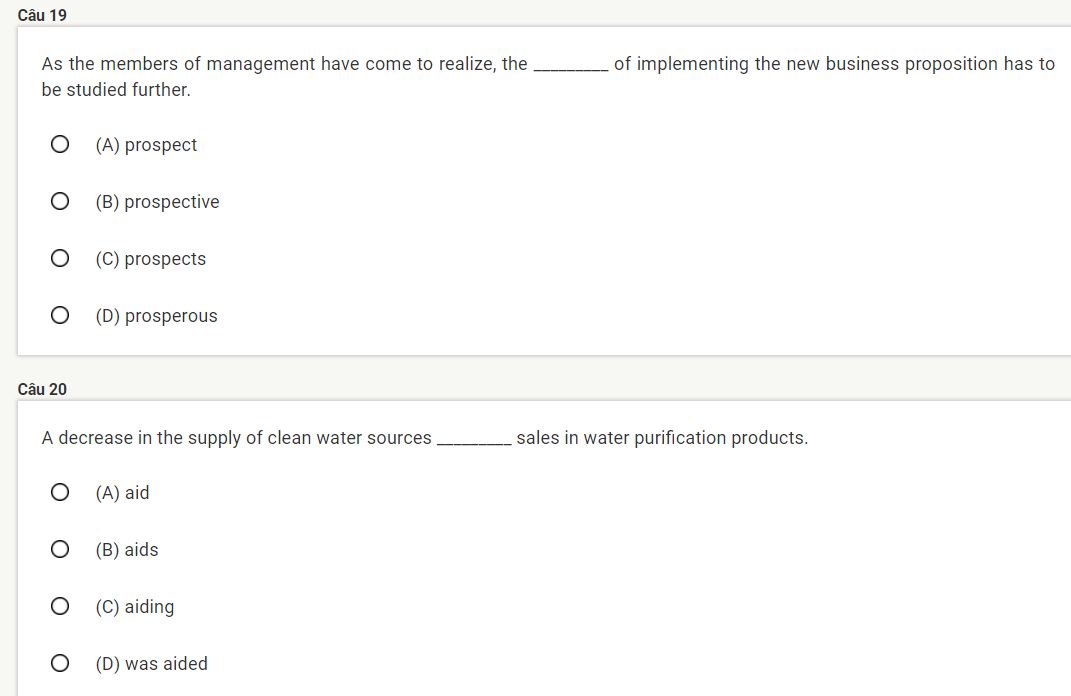 Câu 19
As the members of management have come to realize, the _________ of implementing the new business proposition has to
be studied further.
(A) prospect
(B) prospective
(C) prospects
(D) prosperous
Câu 20
A decrease in the supply of clean water sources _________ sales in water purification products.
(A) aid
(B) aids
(C) aiding
(D) was aided